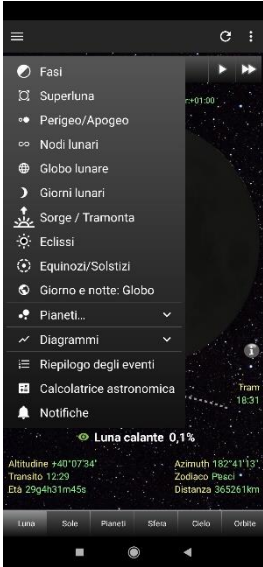 Fasi
r:+01:00
Superluna
Perigeo/Apogeo
Nodi lunari
Globo lunare
Giorni lunari
Sorge / Tramonta
Eclissi
Equinozi/Solstizi
Giorno e notte: Globo
Pianeti...
Diagrammi
Riepilogo degli eventi
Calcolatrice astronomica
Tram
18:31
Notifiche
Luna calante 0,1%
Altitudine +40°07'34" Azimuth 182°41'13"
Transito 12:29 Zodiaco Pesci
Età 29g4h31m45s Distanza 365261km
Luna Sole Pianeti Sfera Cielo Orbite